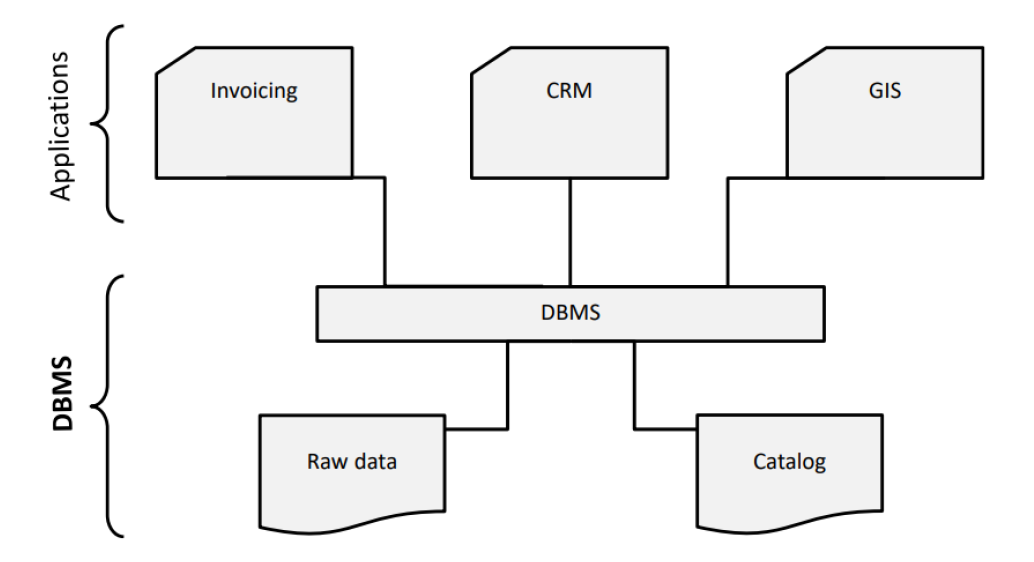 Applications
Invoicing
CRM
GIS
DBMS
DBMS
Raw data
Catalog